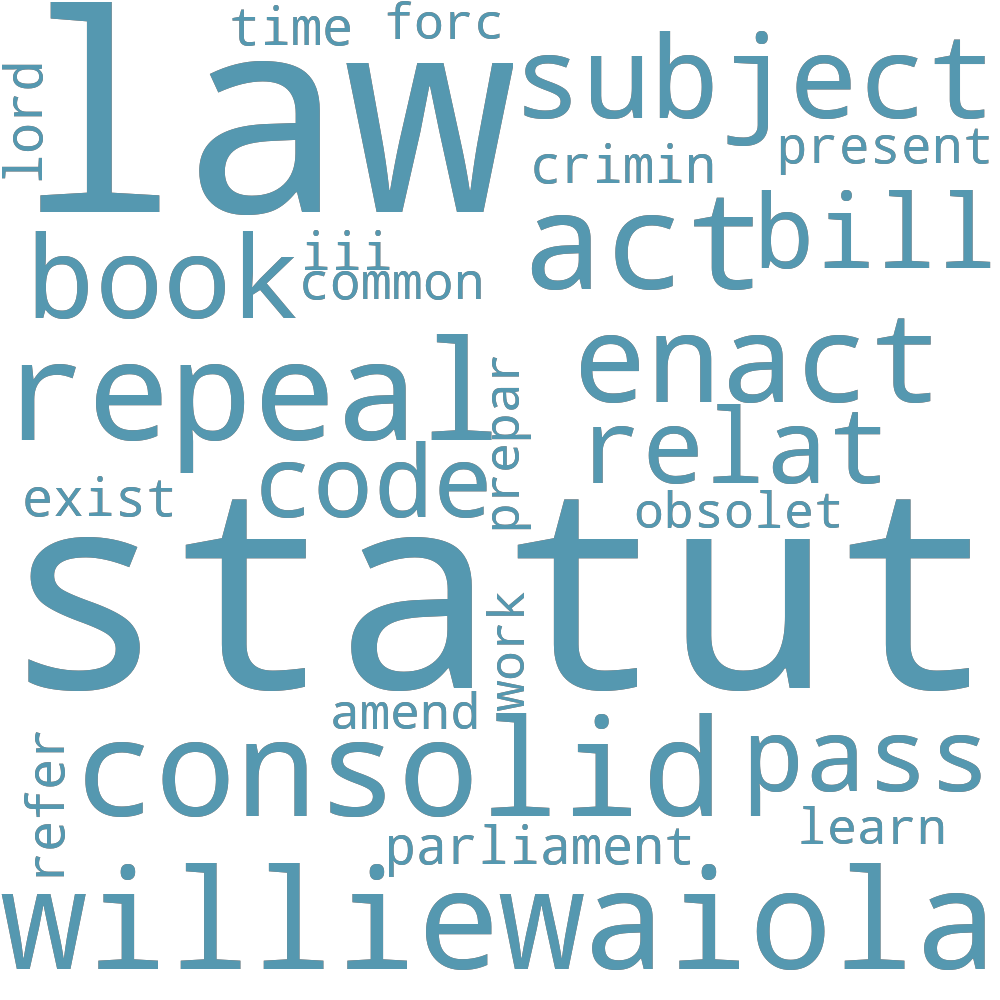 time forc
lord
law
subject
present
crimin
act bill
book
iii
common
repeal
enact
prepar
relat
code
exist
obsolet
statut
work
amend
consolid
pass
refer
learn
parliament
williewaiola